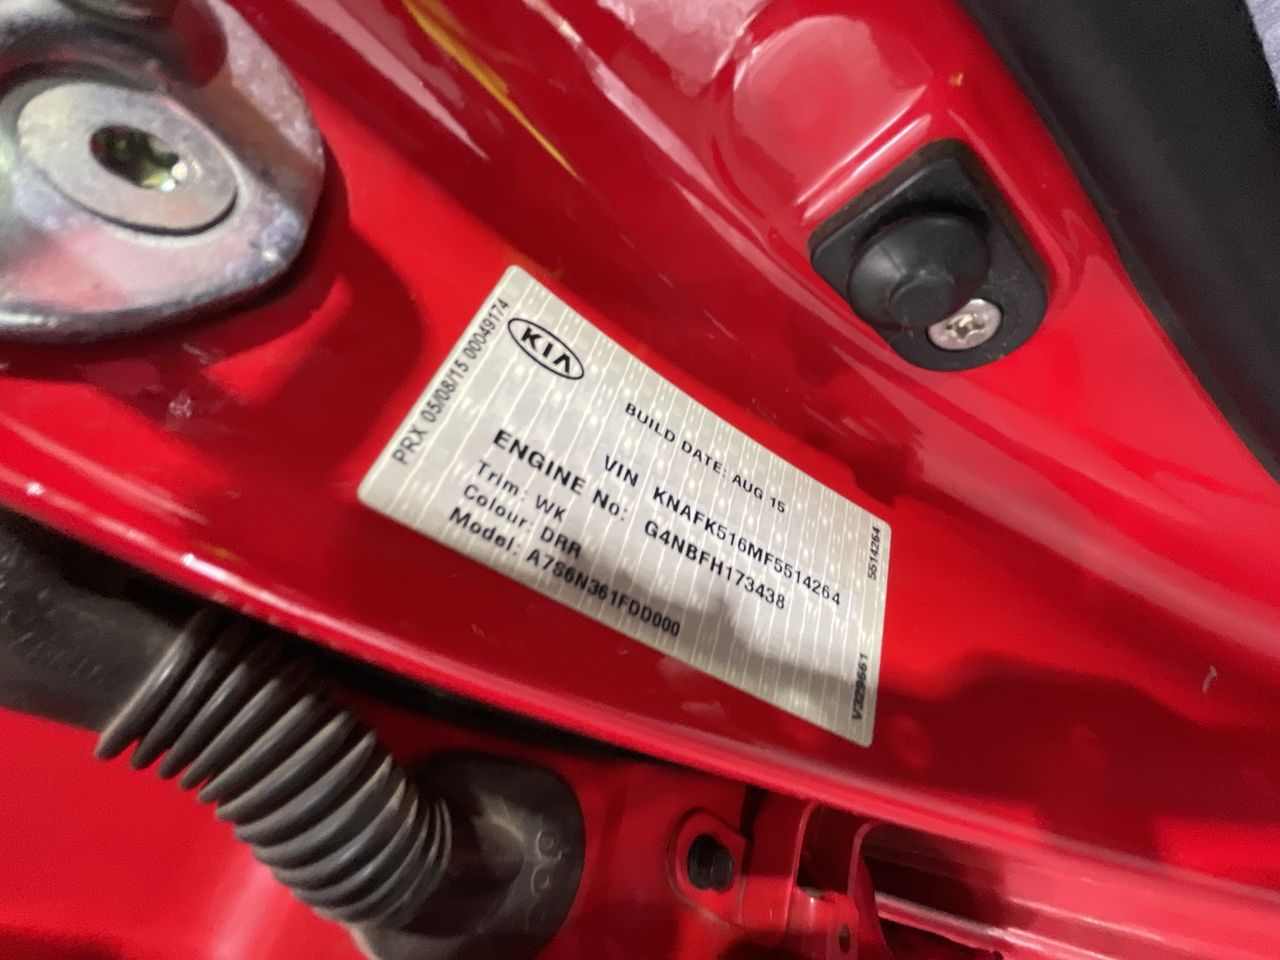 PRX 05/08/15 00049174
KIA
BUILD DATE: AUG 15
VIN KNAFK516MF5514264
ENGINE No: G4NBFH173438
Trim: WK
Colour: DRR
Model: A7S6N361FDD000
5514264
V329661